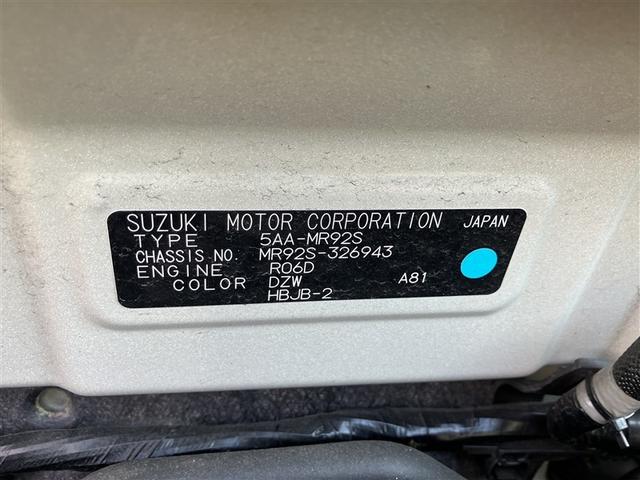 SUZUKI MOTOR CORPORATION JAPAN
TYPE 5AA-MR92S
CHASSIS NO. MR92S-326943
ENGINE R06D
COLOR DZW A81
HBJB-2